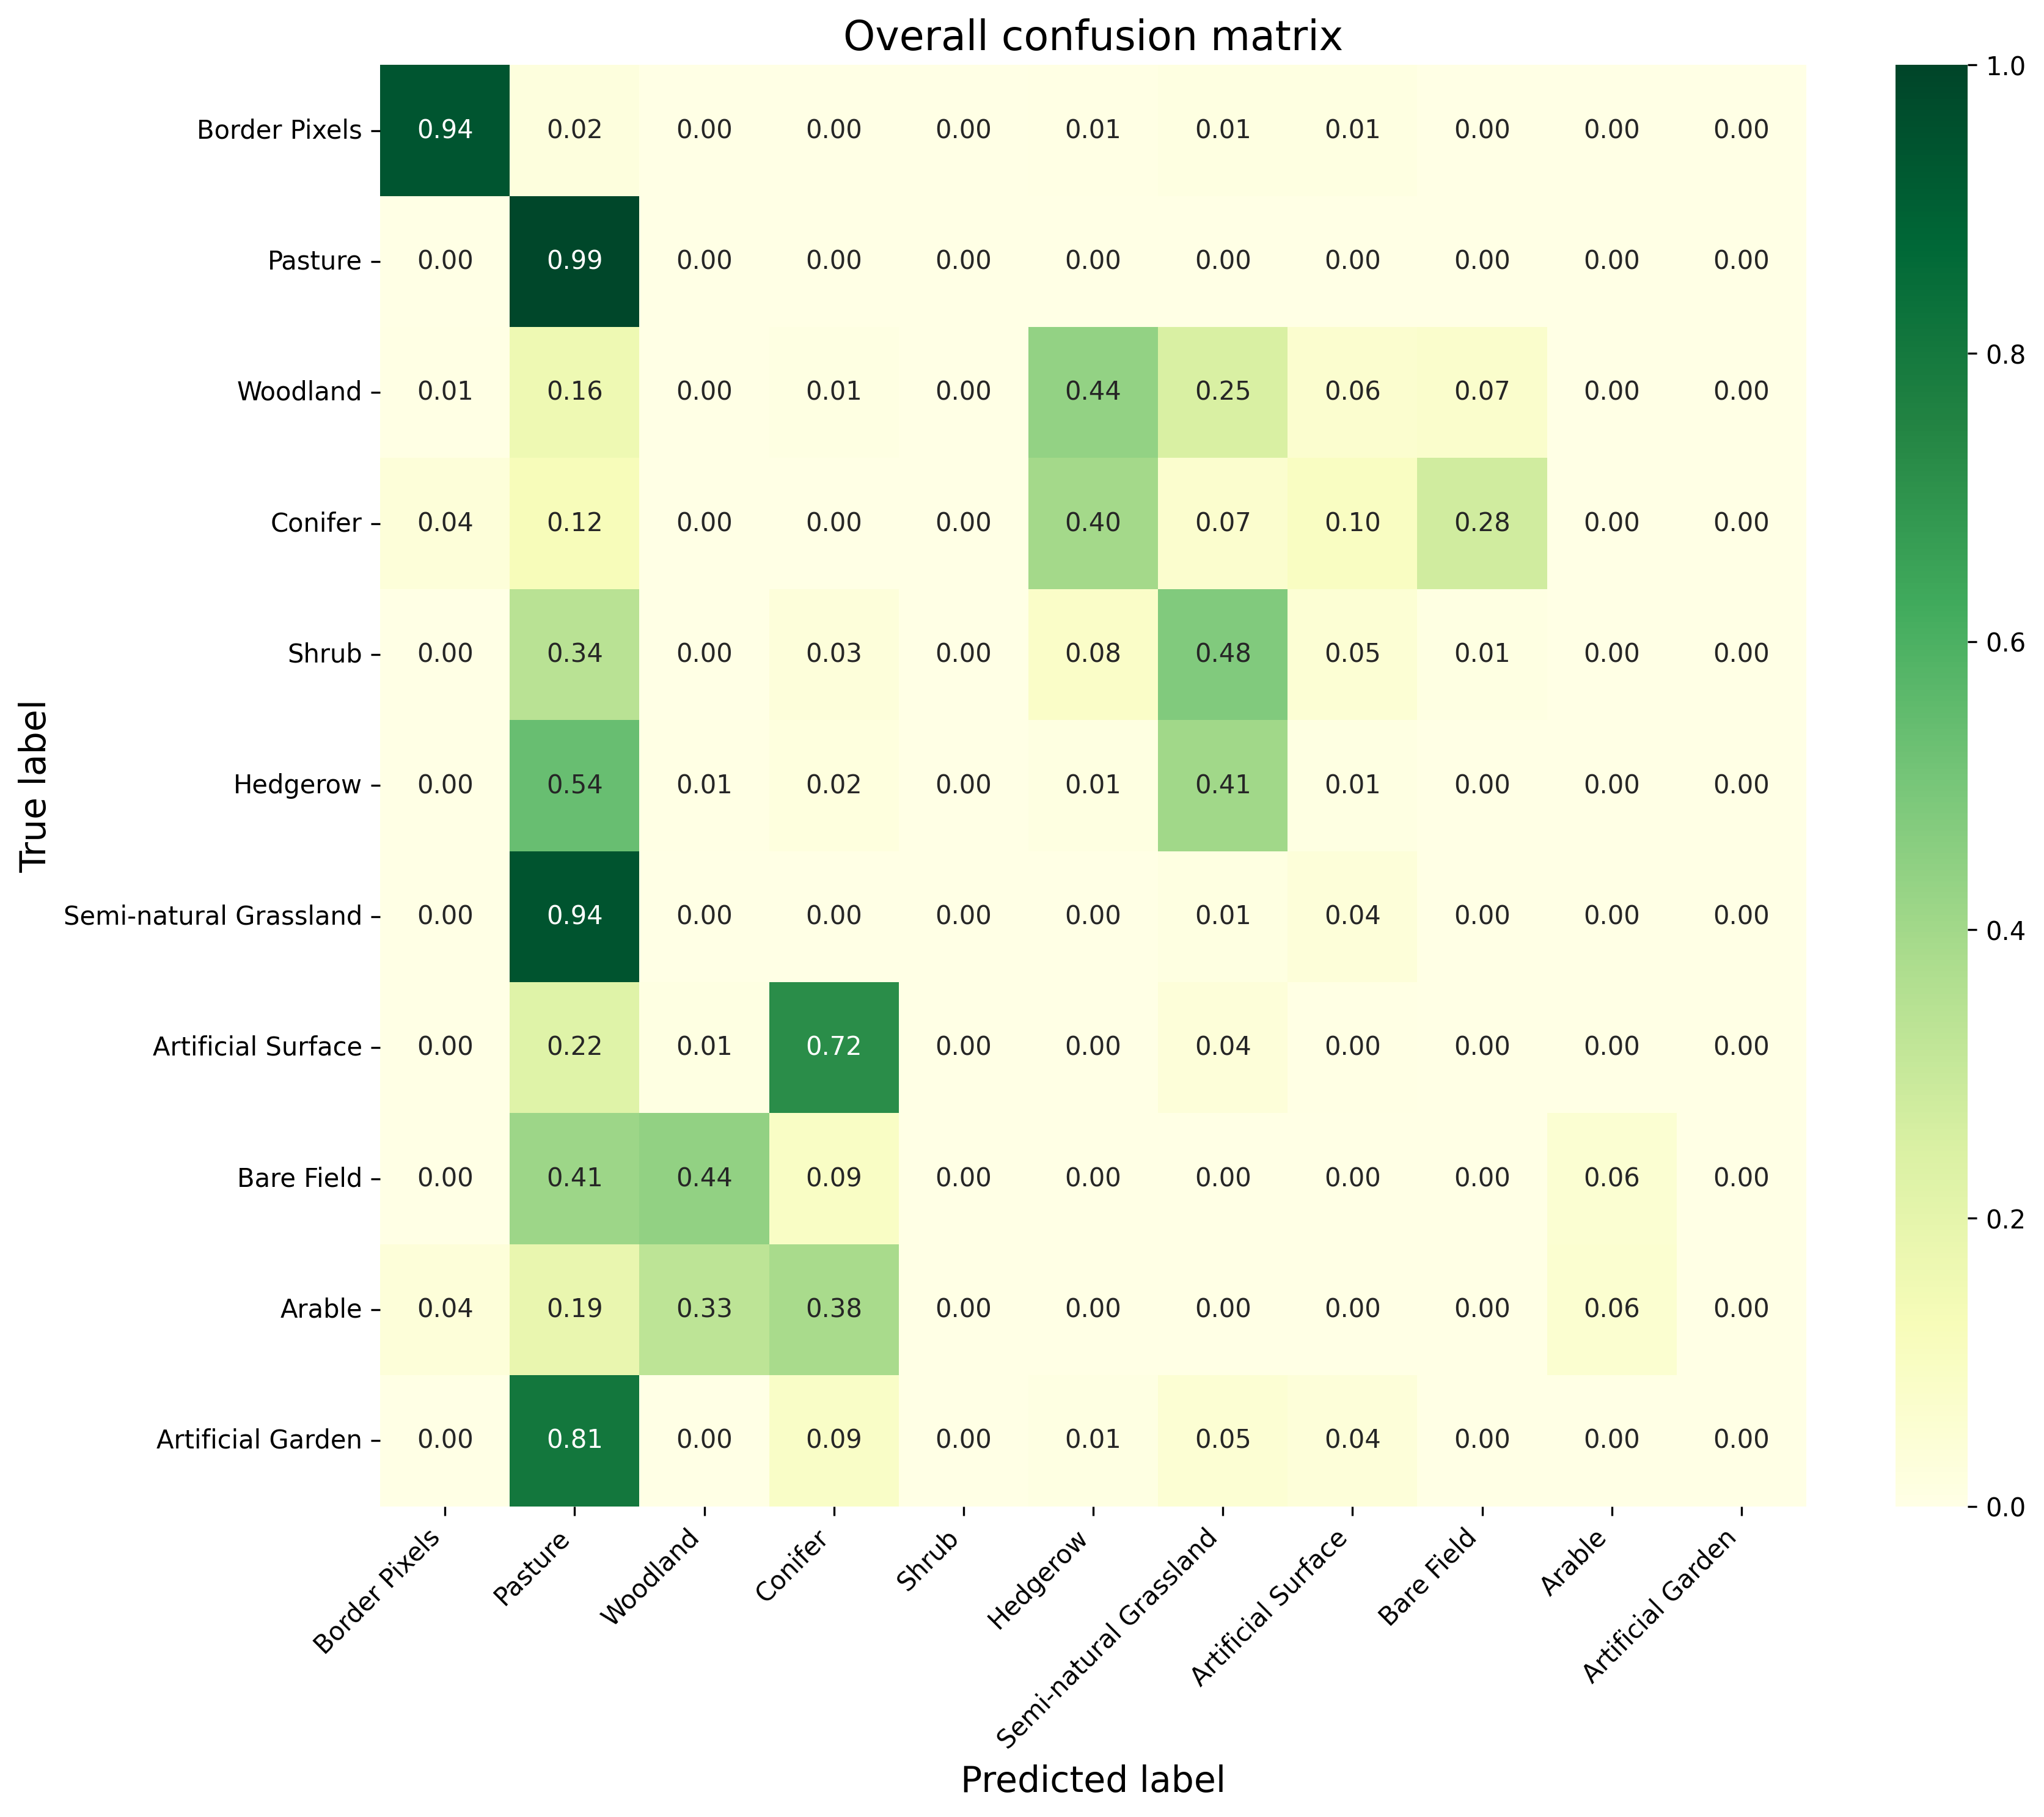 Overall confusion matrix
True label
Border Pixels 0.94 0.02 0.00 0.00 0.00 0.01 0.01 0.01 0.00 0.00 0.00
Pasture 0.00 0.99 0.00 0.00 0.00 0.00 0.00 0.00 0.00 0.00 0.00
Woodland 0.01 0.16 0.00 0.01 0.00 0.44 0.25 0.06 0.07 0.00 0.00
Conifer 0.04 0.12 0.00 0.00 0.00 0.40 0.07 0.10 0.28 0.00 0.00
Shrub 0.00 0.34 0.00 0.03 0.00 0.08 0.48 0.05 0.01 0.00 0.00
Hedgerow 0.00 0.54 0.01 0.02 0.00 0.01 0.41 0.01 0.00 0.00 0.00
Semi-natural Grassland 0.00 0.94 0.00 0.00 0.00 0.00 0.01 0.04 0.00 0.00 0.00
Artificial Surface 0.00 0.22 0.01 0.72 0.00 0.00 0.04 0.00 0.00 0.00 0.00
Bare Field 0.00 0.41 0.44 0.09 0.00 0.00 0.00 0.00 0.00 0.06 0.00
Arable 0.04 0.19 0.33 0.38 0.00 0.00 0.00 0.00 0.00 0.06 0.00
Artificial Garden 0.00 0.81 0.00 0.09 0.00 0.01 0.05 0.04 0.00 0.00 0.00
Border Pixels
Pasture
Woodland
Conifer
Shrub
Hedgerow
Semi-natural Grassland
Artificial Surface
Bare Field
Arable
Artificial Garden
Predicted label
1.0
0.8
0.6
0.4
0.2
0.0